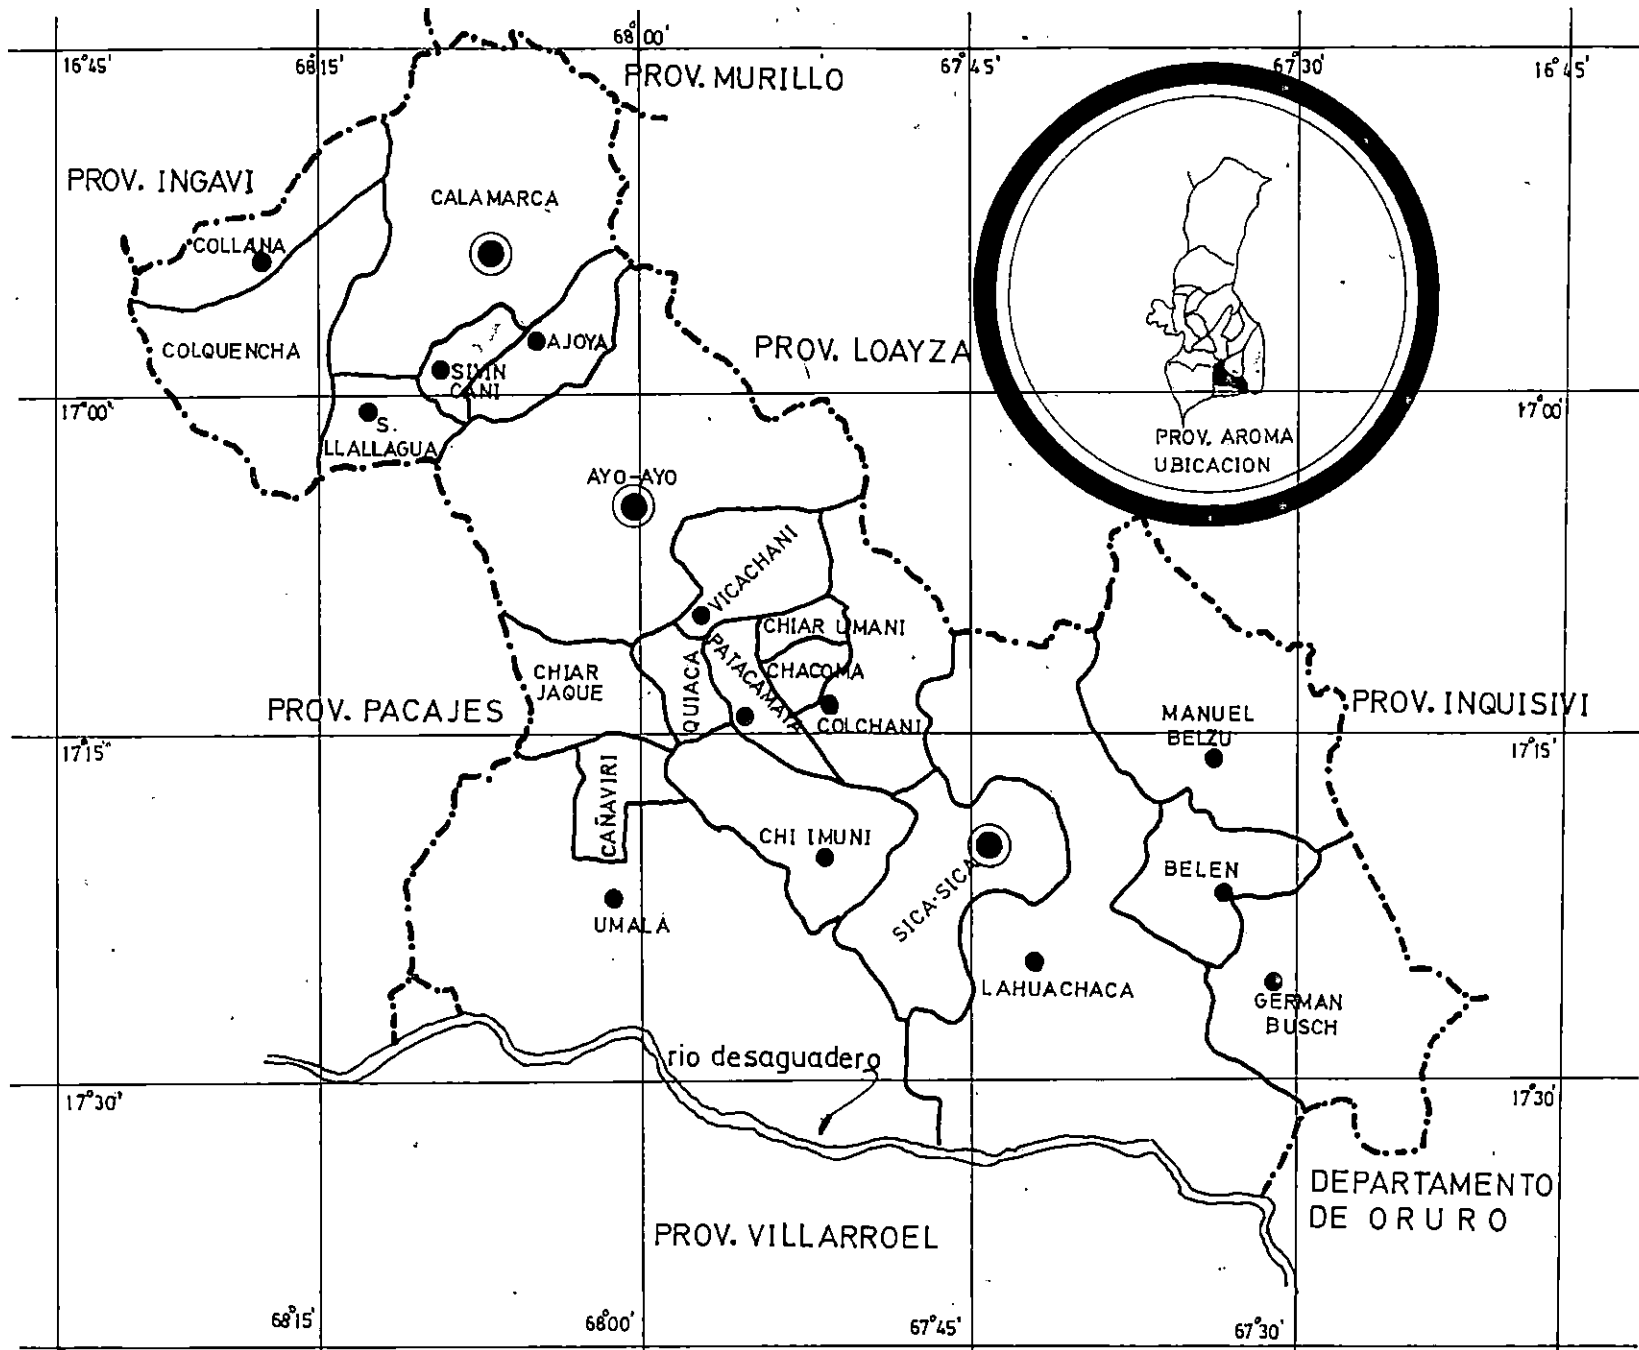 16°45'
68°15'
68°00'
67°45'
67°30'
16°45'
PROV. MURILLO
PROV. INGAVI
CALAMARCA
COLLANA
COLQUENCHA
AJOYA
SIVIN
CANI
PROV. LOAYZA
17°00'
17°00'
S.
LLALLAGUA
PROV. AROMA
UBICACION
AYO-AYO
VICACHANI
CHIAR UMANI
CHACOMA
PATACAMAYA
QUIACA
CHIAR
JAQUE
COLCHANI
PROV. PACAJES
PROV. INQUISIVI
MANUEL
BELZU
17°15'
17°15'
CAÑAVIRI
CHI IMUNI
BELEN
SICA-SICA
UMALA
LAHUACHACA
GERMAN
BUSCH
rio desaguadero
17°30'
17°30'
DEPARTAMENTO
DE ORURO
PROV. VILLARROEL
68°15'
68°00'
67°45'
67°30'